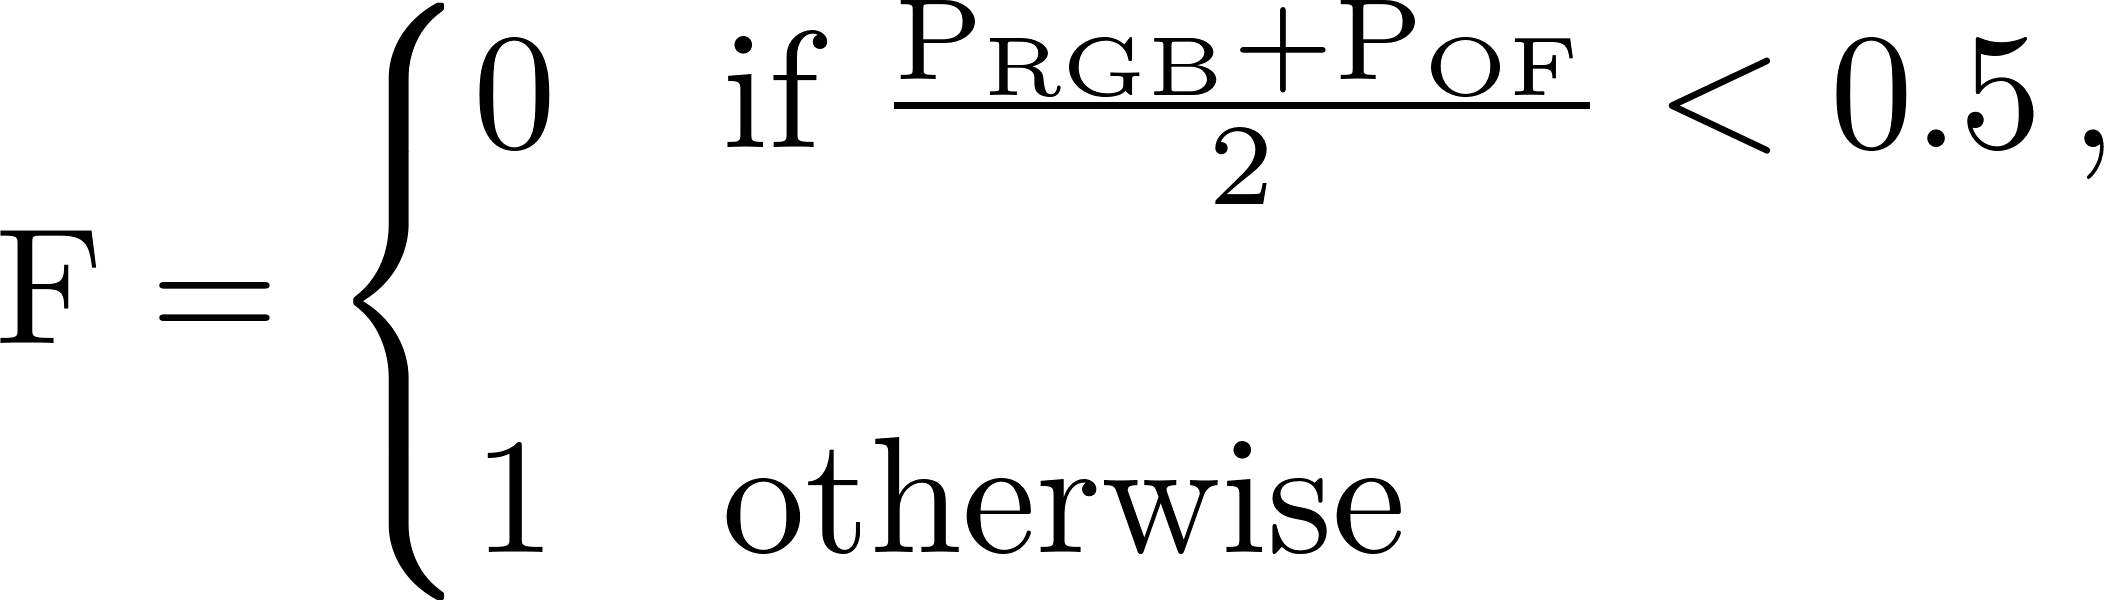 F = { 0 if (P_RGB + P_OF)/2 < 0.5 ,
1 otherwise